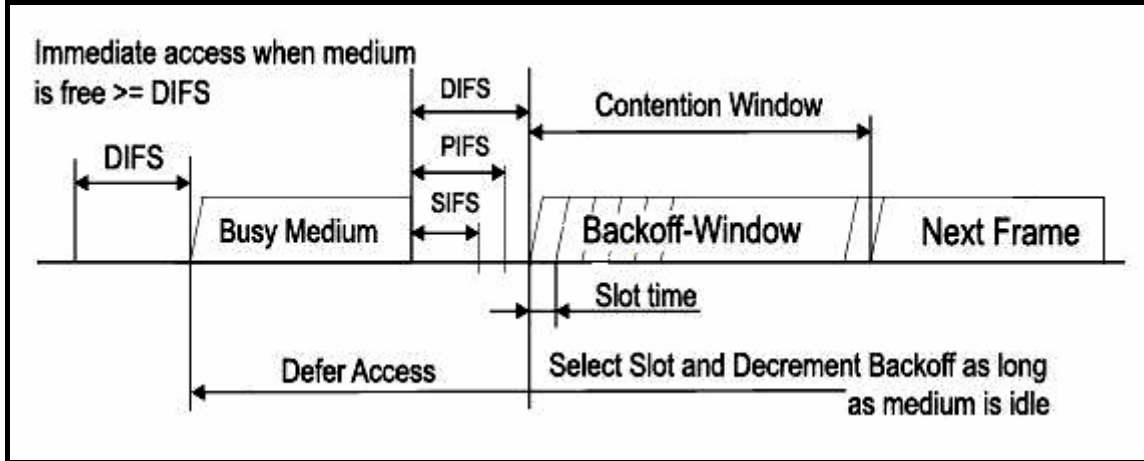 Immediate access when medium
is free >= DIFS
DIFS
DIFS
PIFS
SIFS
Contention Window
Busy Medium
Backoff-Window
Next Frame
Slot time
Defer Access
Select Slot and Decrement Backoff as long
as medium is idle